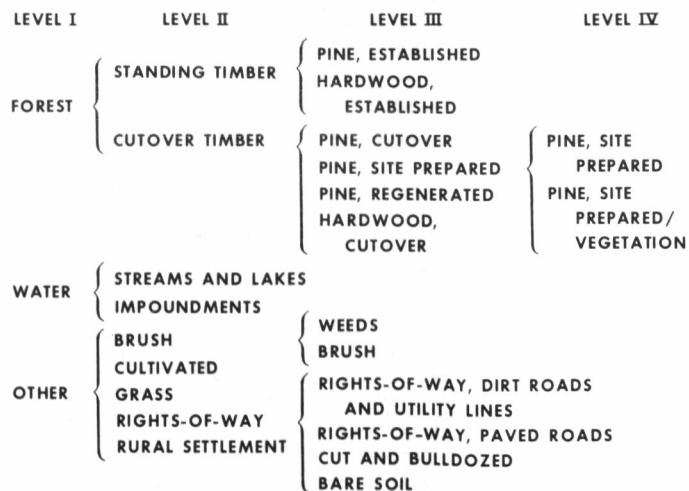 LEVEL I LEVEL II LEVEL III LEVEL IV
PINE, ESTABLISHED
STANDING TIMBER HARDWOOD,
ESTABLISHED
FOREST
CUTOVER TIMBER PINE, CUTOVER PINE, SITE
PINE, SITE PREPARED PREPARED
PINE, REGENERATED PINE, SITE
HARDWOOD, PREPARED/
CUTOVER VEGETATION
STREAMS AND LAKES
WATER
IMPOUNDMENTS
BRUSH WEEDS
CULTIVATED BRUSH
OTHER GRASS RIGHTS-OF-WAY, DIRT ROADS
RIGHTS-OF-WAY AND UTILITY LINES
RURAL SETTLEMENT RIGHTS-OF-WAY, PAVED ROADS
CUT AND BULLDOZED
BARE SOIL